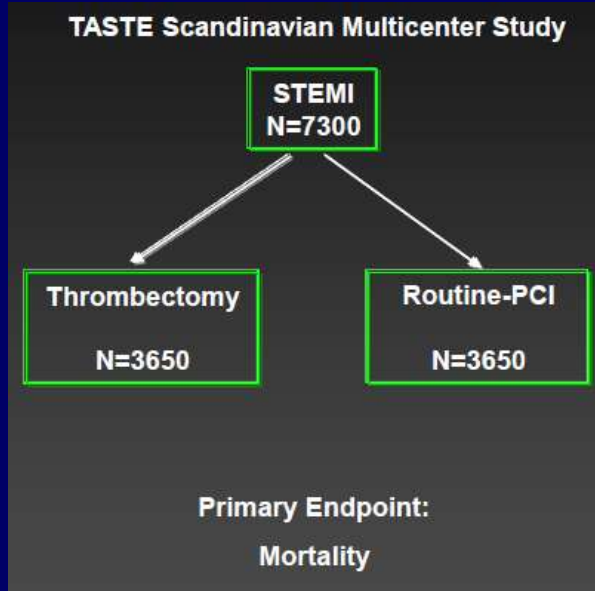 TASTE Scandinavian Multicenter Study
STEMI
N=7300
Thrombectomy
N=3650
Routine-PCI
N=3650
Primary Endpoint:
Mortality